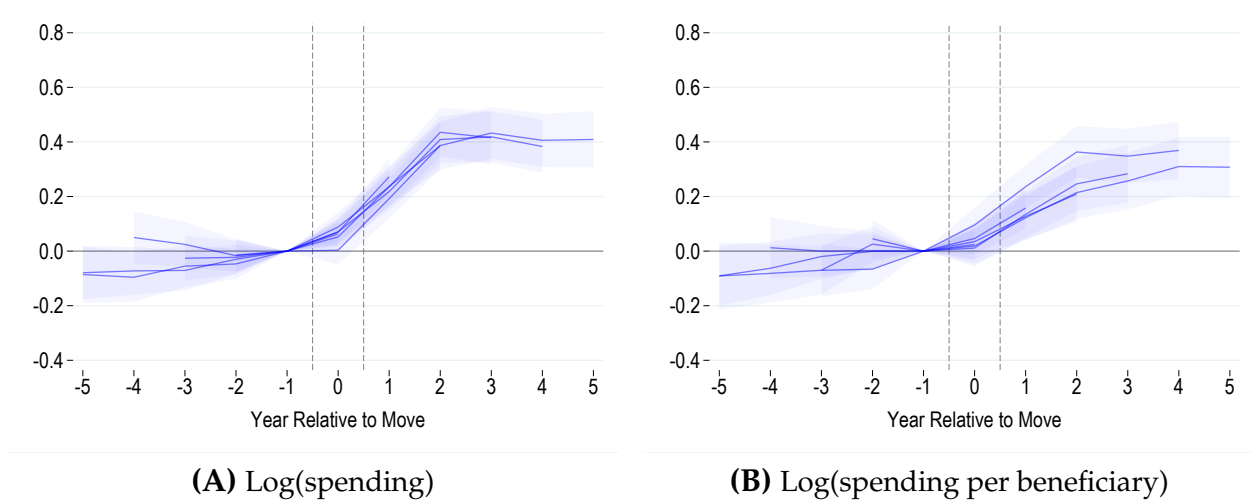 0.8
0.6
0.4
0.2
0.0
-0.2
-0.4
-5 -4 -3 -2 -1 0 1 2 3 4 5
Year Relative to Move
(A) Log(spending)
0.8
0.6
0.4
0.2
0.0
-0.2
-0.4
-5 -4 -3 -2 -1 0 1 2 3 4 5
Year Relative to Move
(B) Log(spending per beneficiary)